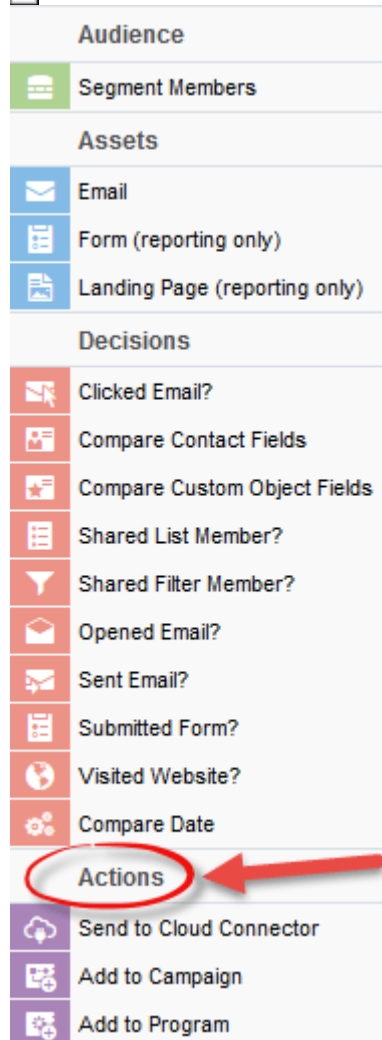 Audience
Segment Members
Assets
Email
Form (reporting only)
Landing Page (reporting only)
Decisions
Clicked Email?
Compare Contact Fields
Compare Custom Object Fields
Shared List Member?
Shared Filter Member?
Opened Email?
Sent Email?
Submitted Form?
Visited Website?
Compare Date
Actions
Send to Cloud Connector
Add to Campaign
Add to Program